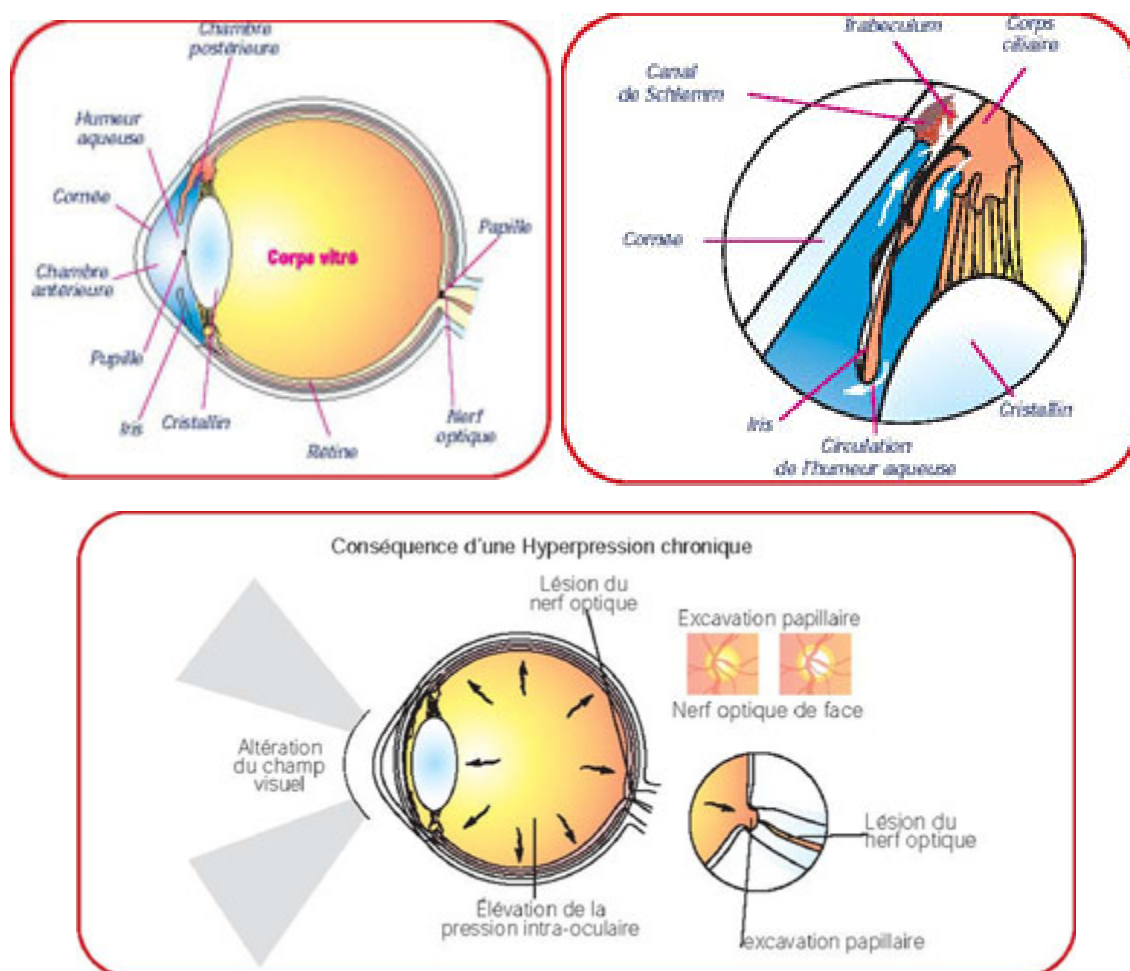 Chambre
postérieure
Humeur
aqueuse
Cornée
Chambre
antérieure
Pupille
Iris
Cristallin
Rétine
Nerf
optique
Papille
Corps vitré
Trabeculum
Corps
ciliaire
Canal
de Schlemm
Cornée
Iris
Circulation
de l'humeur aqueuse
Cristallin
Conséquence d'une Hyperpression chronique
Lésion du
nerf optique
Excavation papillaire
Nerf optique de face
Altération
du champ
visuel
Lésion du
nerf optique
Élévation de la
pression intra-oculaire
excavation papillaire